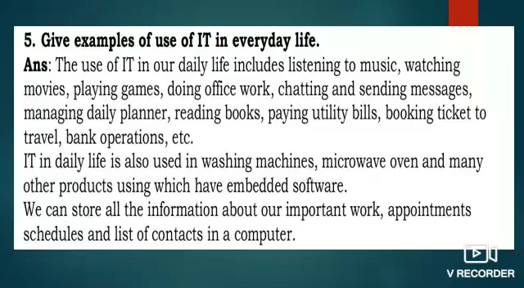 5. Give examples of use of IT in everyday life.
Ans: The use of IT in our daily life includes listening to music, watching
movies, playing games, doing office work, chatting and sending messages,
managing daily planner, reading books, paying utility bills, booking ticket to
travel, bank operations, etc.
IT in daily life is also used in washing machines, microwave oven and many
other products using which have embedded software.
We can store all the information about our important work, appointments
schedules and list of contacts in a computer.
V RECORDER